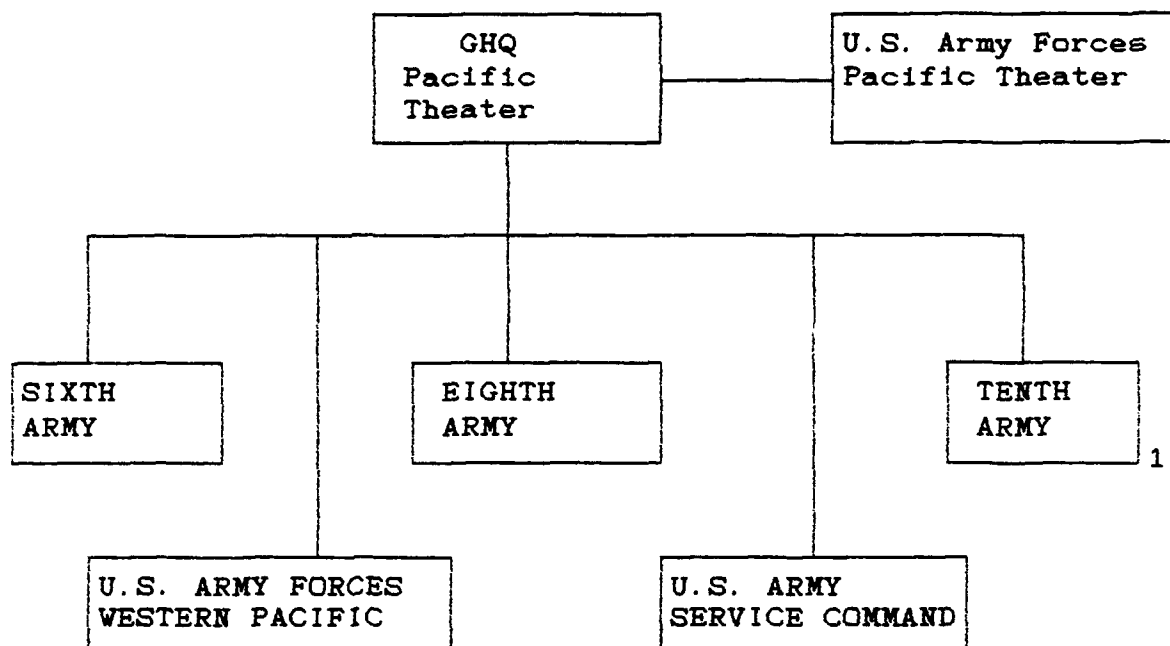 GHQ
Pacific
Theater
U.S. Army Forces
Pacific Theater
SIXTH
ARMY
EIGHTH
ARMY
TENTH
ARMY
1
U.S. ARMY FORCES
WESTERN PACIFIC
U.S. ARMY
SERVICE COMMAND